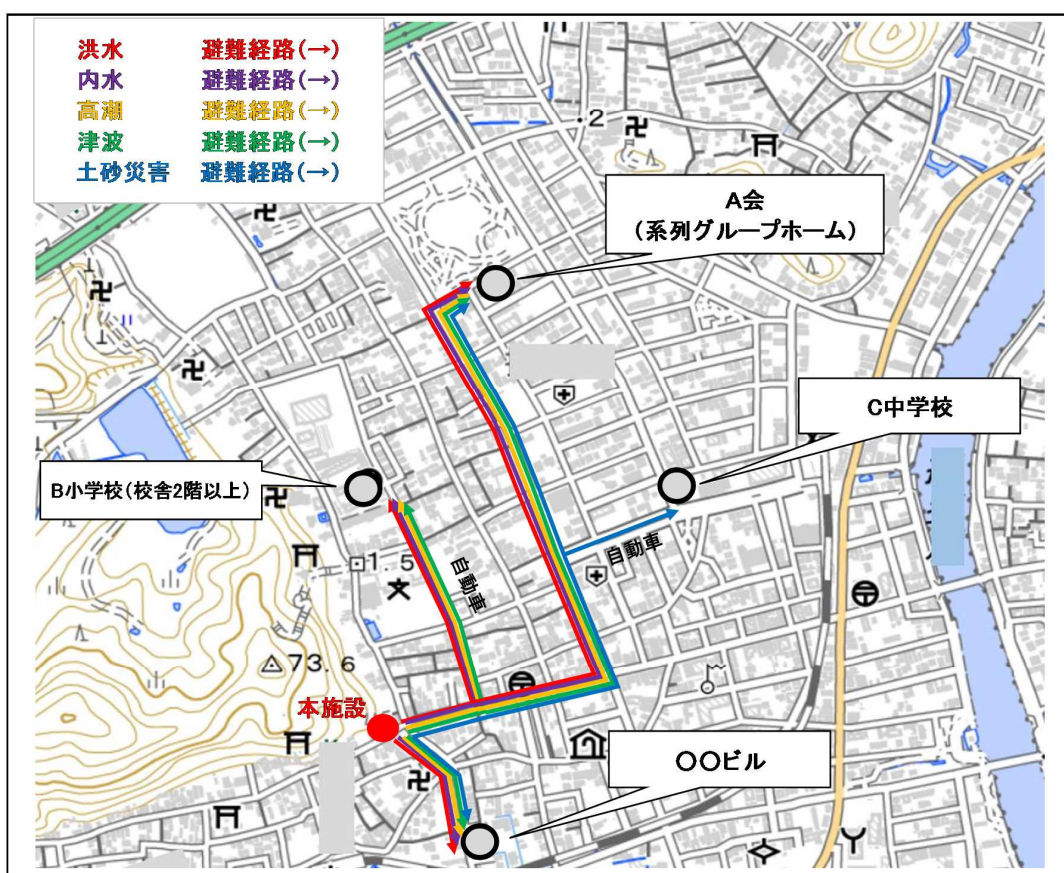 洪水 避難経路(→)
内水 避難経路(→)
高潮 避難経路(→)
津波 避難経路(→)
土砂災害 避難経路(→)
・2
A会
(系列グループホーム)
C中学校
B小学校(校舎2階以上)
1.5
自動車
自動車
73.6
本施設
〇〇ビル